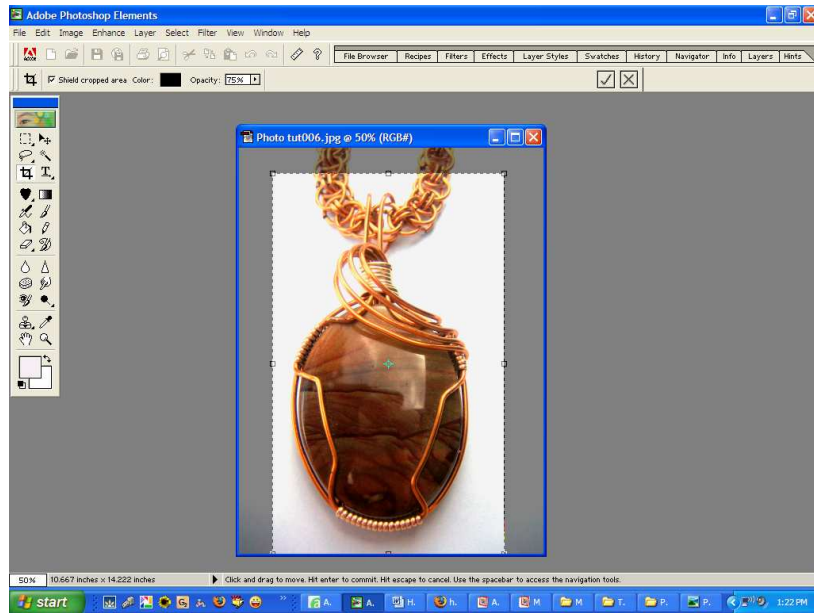 Adobe Photoshop Elements
File Edit Image Enhance Layer Select Filter View Window Help
File Browser Recipes Filters Effects Layer Styles Swatches History Navigator Info Layers Hints
Shield cropped area Color: Opacity: 75%
Photo tut006.jpg @ 50% (RGB#)
50% 10.667 inches x 14.222 inches Click and drag to move. Hit enter to commit. Hit escape to cancel. Use the spacebar to access the navigation tools.
start A. A. H. h. A. M M T. P. P. 1:22 PM